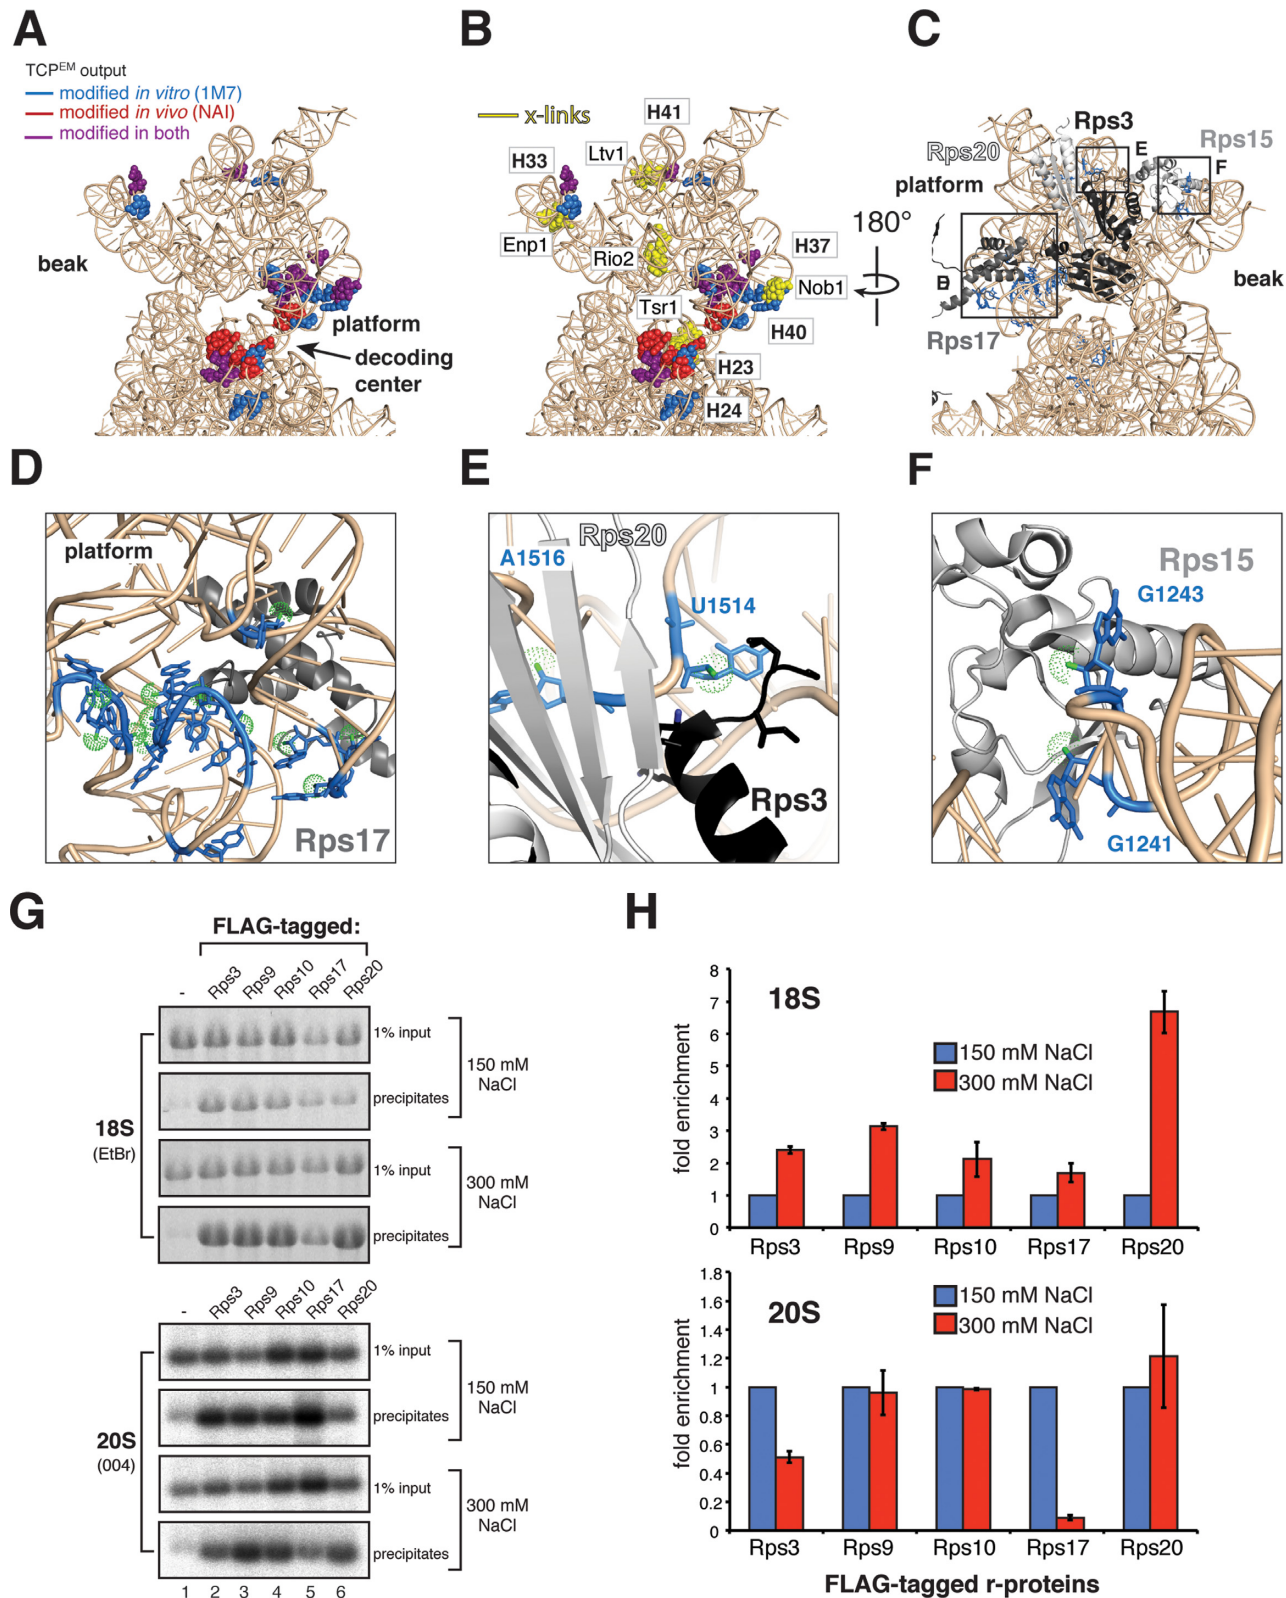 A
TCPEM output
modified in vitro (1M7)
modified in vivo (NAI)
modified in both
beak
platform
decoding
center
B
x-links
H41
Ltv1
H33
Enp1
Rio2
H37
Nob1
Tsr1
H40
H23
H24
180°
C
Rps3
E
Rps15
Rps20
F
platform
beak
Rps17
D
platform
Rps17
E
Rps20
A1516
U1514
Rps3
F
Rps15
G1243
G1241
G
FLAG-tagged:
- Rps3 Rps9 Rps10 Rps17 Rps20
1% input
150 mM
NaCl
precipitates
18S
(EtBr)
1% input
300 mM
NaCl
precipitates
- Rps3 Rps9 Rps10 Rps17 Rps20
1% input
150 mM
NaCl
precipitates
20S
(004)
1% input
300 mM
NaCl
precipitates
1 2 3 4 5 6
H
18S
150 mM NaCl
300 mM NaCl
fold enrichment
8
7
6
5
4
3
2
1
0
Rps3 Rps9 Rps10 Rps17 Rps20
20S
150 mM NaCl
300 mM NaCl
fold enrichment
1.8
1.6
1.4
1.2
1
0.8
0.6
0.4
0.2
0
Rps3 Rps9 Rps10 Rps17 Rps20
FLAG-tagged r-proteins